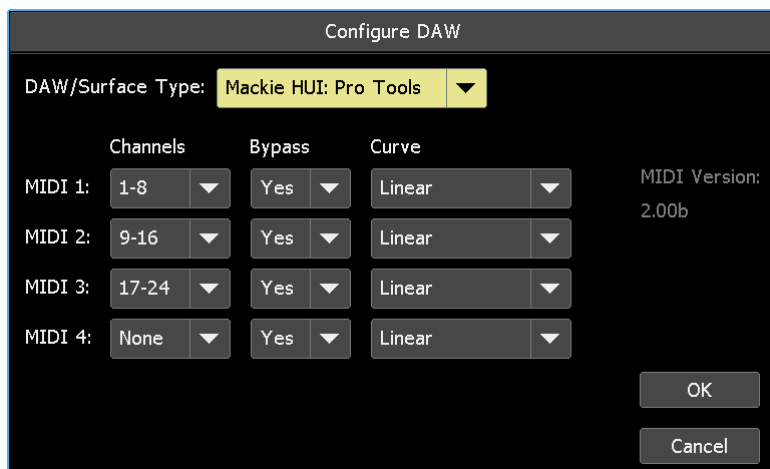 Configure DAW
DAW/Surface Type: Mackie HUI: Pro Tools
Channels Bypass Curve
MIDI 1: 1-8 Yes Linear
MIDI Version:
2.00b
MIDI 2: 9-16 Yes Linear
MIDI 3: 17-24 Yes Linear
MIDI 4: None Yes Linear
OK
Cancel